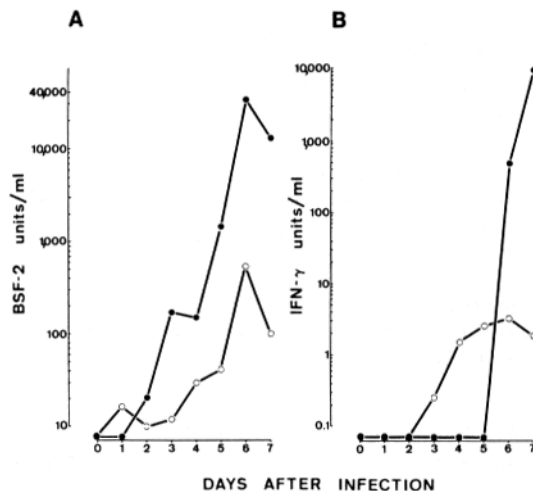 A
B
40,000
10,000
1,000
100
10
BSF-2 units/ml
0 1 2 3 4 5 6 7
10,000
1,000
100
10
1
0.1
IFN-γ units/ml
0 1 2 3 4 5 6 7
DAYS AFTER INFECTION